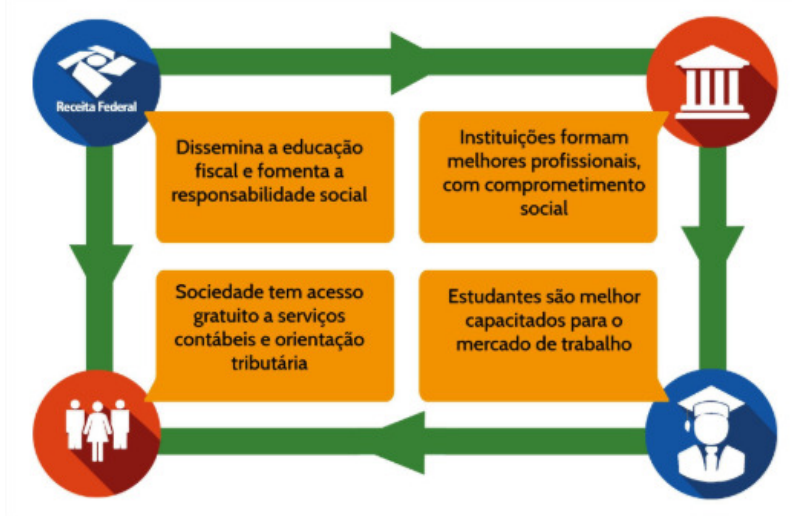 Receita Federal
Dissemina a educação
fiscal e fomenta a
responsabilidade social
Instituições formam
melhores profissionais,
com comprometimento
social
Sociedade tem acesso
gratuito a serviços
contábeis e orientação
tributária
Estudantes são melhor
capacitados para o
mercado de trabalho